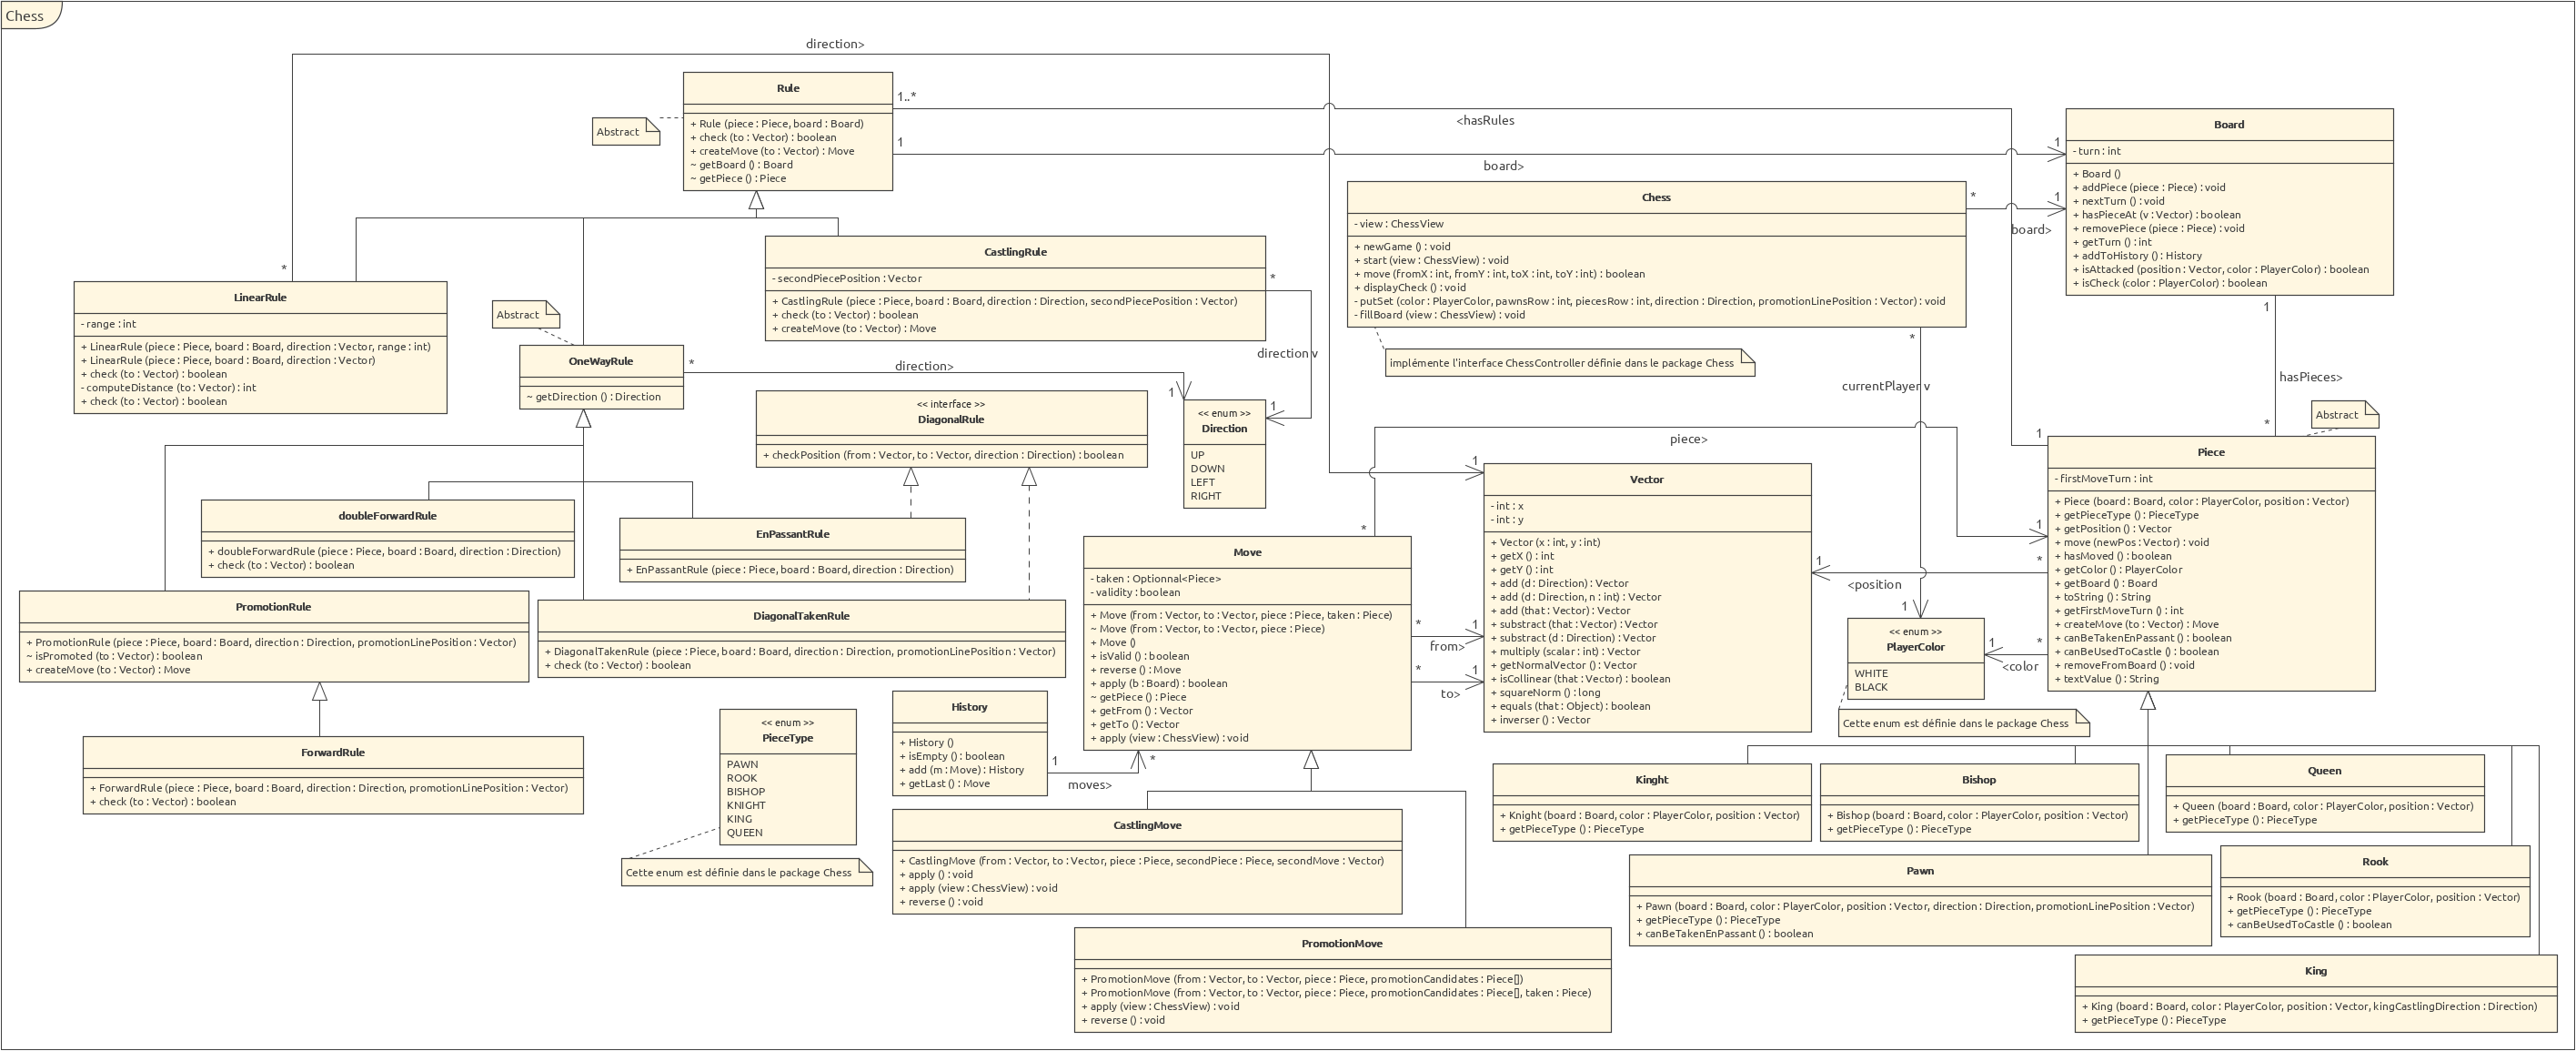 Chess
direction>
Rule
+ Rule (piece : Piece, board : Board)
+ check (to : Vector) : boolean
+ createMove (to : Vector) : Move
~ getBoard () : Board
~ getPiece () : Piece
Abstract
1..*
<hasRules
1
board>
1
Board
- turn : int
+ Board ()
+ addPiece (piece : Piece) : void
+ nextTurn () : void
+ hasPieceAt (v : Vector) : boolean
+ removePiece (piece : Piece) : void
+ getTurn () : int
+ addToHistory () : History
+ isAttacked (position : Vector, color : PlayerColor) : boolean
+ isCheck (color : PlayerColor) : boolean
Chess
- view : ChessView
+ newGame () : void
+ start (view : ChessView) : void
+ move (fromX : int, fromY : int, toX : int, toY : int) : boolean
+ displayCheck () : void
- putSet (color : PlayerColor, pawnsRow : int, piecesRow : int, direction : Direction, promotionLinePosition : Vector) : void
- fillBoard (view : ChessView) : void
*
1
board>
implémente l'interface ChessController définie dans le package Chess
*
currentPlayer v
1
1
hasPieces>
*
Abstract
CastlingRule
- secondPiecePosition : Vector
+ CastlingRule (piece : Piece, board : Board, direction : Direction, secondPiecePosition : Vector)
+ check (to : Vector) : boolean
+ createMove (to : Vector) : Move
*
direction v
1
*
LinearRule
- range : int
+ LinearRule (piece : Piece, board : Board, direction : Vector, range : int)
+ LinearRule (piece : Piece, board : Board, direction : Vector)
+ check (to : Vector) : boolean
- computeDistance (to : Vector) : int
+ check (to : Vector) : boolean
Abstract
OneWayRule
~ getDirection () : Direction
*
direction>
1
<< interface >>
DiagonalRule
+ checkPosition (from : Vector, to : Vector, direction : Direction) : boolean
<< enum >>
Direction
UP
DOWN
LEFT
RIGHT
piece>
*
1
1
1
Vector
- int : x
- int : y
+ Vector (x : int, y : int)
+ getX () : int
+ getY () : int
+ add (d : Direction) : Vector
+ add (d : Direction, n : int) : Vector
+ add (that : Vector) : Vector
+ substract (that : Vector) : Vector
+ substract (d : Direction) : Vector
+ multiply (scalar : int) : Vector
+ getNormalVector () : Vector
+ isCollinear (that : Vector) : boolean
+ squareNorm () : long
+ equals (that : Object) : boolean
+ inverser () : Vector
Piece
- firstMoveTurn : int
+ Piece (board : Board, color : PlayerColor, position : Vector)
+ getPieceType () : PieceType
+ getPosition () : Vector
+ move (newPos : Vector) : void
+ hasMoved () : boolean
+ getColor () : PlayerColor
+ getBoard () : Board
+ toString () : String
+ getFirstMoveTurn () : int
+ createMove (to : Vector) : Move
+ canBeTakenEnPassant () : boolean
+ canBeUsedToCastle () : boolean
+ removeFromBoard () : void
+ textValue () : String
1
<position
*
1
<color
*
<< enum >>
PlayerColor
WHITE
BLACK
Cette enum est définie dans le package Chess
doubleForwardRule
+ doubleForwardRule (piece : Piece, board : Board, direction : Direction)
+ check (to : Vector) : boolean
EnPassantRule
+ EnPassantRule (piece : Piece, board : Board, direction : Direction)
PromotionRule
+ PromotionRule (piece : Piece, board : Board, direction : Direction, promotionLinePosition : Vector)
~ isPromoted (to : Vector) : boolean
+ createMove (to : Vector) : Move
DiagonalTakenRule
+ DiagonalTakenRule (piece : Piece, board : Board, direction : Direction, promotionLinePosition : Vector)
+ check (to : Vector) : boolean
Move
- taken : Optionnal<Piece>
- validity : boolean
+ Move (from : Vector, to : Vector, piece : Piece, taken : Piece)
~ Move (from : Vector, to : Vector, piece : Piece)
+ Move ()
+ isValid () : boolean
+ reverse () : Move
+ apply (b : Board) : boolean
~ getPiece () : Piece
+ getFrom () : Vector
+ getTo () : Vector
+ apply (view : ChessView) : void
*
1
from>
*
1
to>
ForwardRule
+ ForwardRule (piece : Piece, board : Board, direction : Direction, promotionLinePosition : Vector)
+ check (to : Vector) : boolean
<< enum >>
PieceType
PAWN
ROOK
BISHOP
KNIGHT
KING
QUEEN
Cette enum est définie dans le package Chess
History
+ History ()
+ isEmpty () : boolean
+ add (m : Move) : History
+ getLast () : Move
1
moves>
*
CastlingMove
+ CastlingMove (from : Vector, to : Vector, piece : Piece, secondPiece : Piece, secondMove : Vector)
+ apply () : void
+ apply (view : ChessView) : void
+ reverse () : void
PromotionMove
+ PromotionMove (from : Vector, to : Vector, piece : Piece, promotionCandidates : Piece[])
+ PromotionMove (from : Vector, to : Vector, piece : Piece, promotionCandidates : Piece[], taken : Piece)
+ apply (view : ChessView) : void
+ reverse () : void
Kinght
+ Knight (board : Board, color : PlayerColor, position : Vector)
+ getPieceType () : PieceType
Bishop
+ Bishop (board : Board, color : PlayerColor, position : Vector)
+ getPieceType () : PieceType
Queen
+ Queen (board : Board, color : PlayerColor, position : Vector)
+ getPieceType () : PieceType
Pawn
+ Pawn (board : Board, color : PlayerColor, position : Vector, direction : Direction, promotionLinePosition : Vector)
+ getPieceType () : PieceType
+ canBeTakenEnPassant () : boolean
Rook
+ Rook (board : Board, color : PlayerColor, position : Vector)
+ getPieceType () : PieceType
+ canBeUsedToCastle () : boolean
King
+ King (board : Board, color : PlayerColor, position : Vector, kingCastlingDirection : Direction)
+ getPieceType () : PieceType